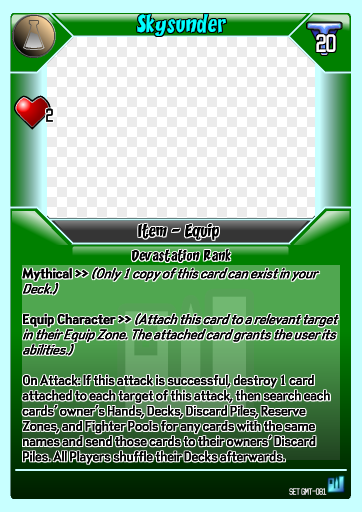 Skysunder
20
2
Item - Equip
Devastation Rank
Mythical >> (Only 1 copy of this card can exist in your
Deck.)
Equip Character >> (Attach this card to a relevant target
in their Equip Zone. The attached card grants the user its
abilities.)
On Attack: If this attack is successful, destroy 1 card
attached to each target of this attack, then search each
cards' owner's Hands, Decks, Discard Piles, Reserve
Zones, and Fighter Pools for any cards with the same
names and send those cards to their owners' Discard
Piles. All Players shuffle their Decks afterwards.
SET GMT-081